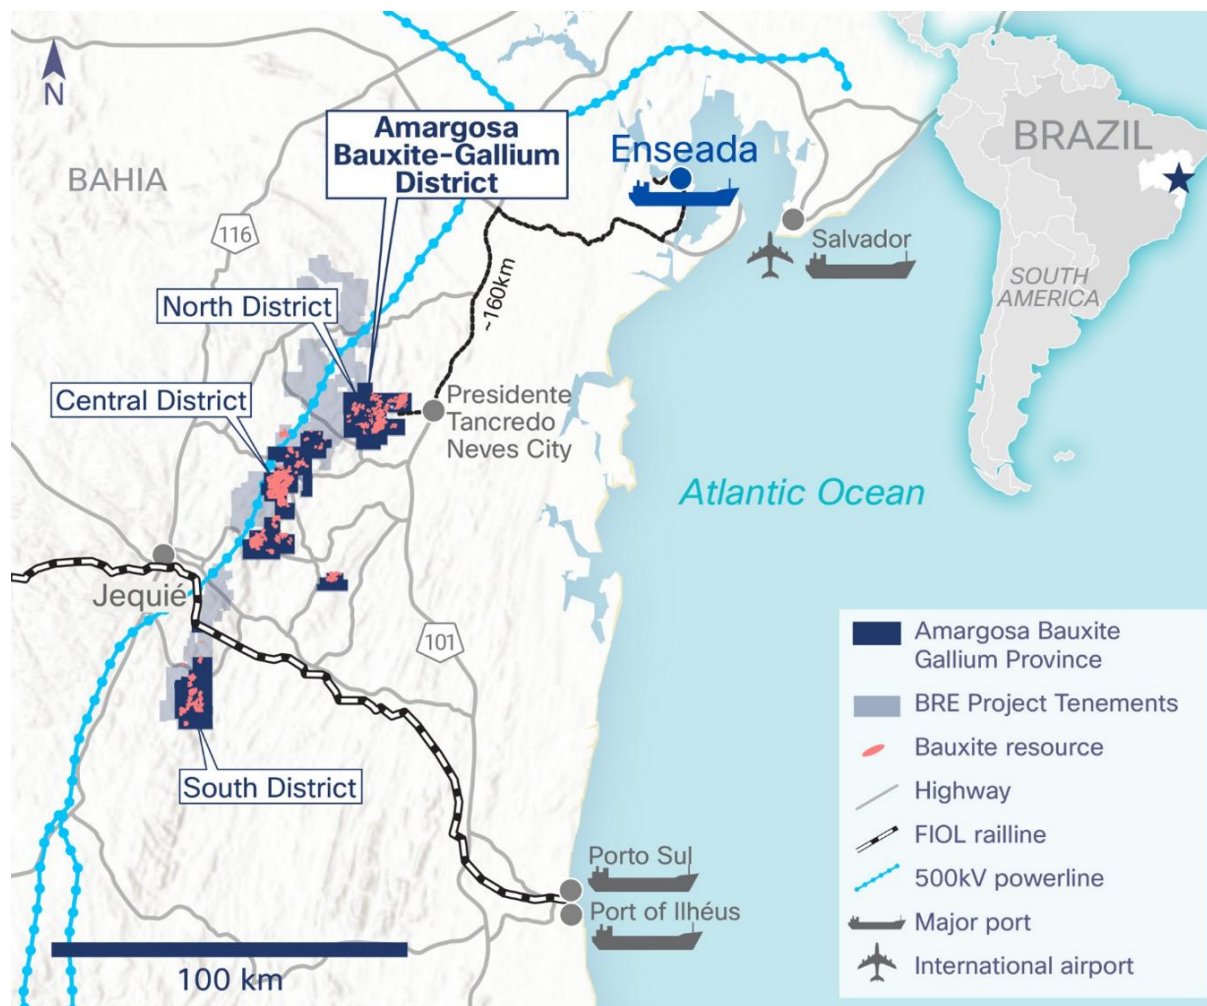 N
BAHIA
116
Amargosa
Bauxite-Gallium
District
North District
Central District
~160km
Enseada
Salvador
Presidente
Tancredo
Neves City
Jequié
101
South District
Atlantic Ocean
Porto Sul
Port of Ilhéus
100 km
BRAZIL
SOUTH
AMERICA
Amargosa Bauxite
Gallium Province
BRE Project Tenements
Bauxite resource
Highway
FIOL railline
500kV powerline
Major port
International airport